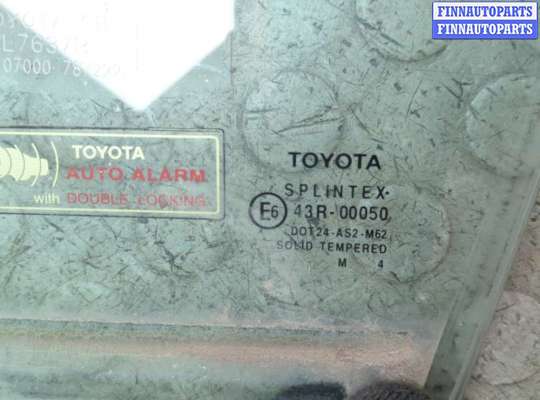 FINNAUTOPARTS
FINNAUTOPARTS
TOYOTA
AUTO ALARM
with DOUBLE LOCKING
TOYOTA
SPLINTEX
E6 43R-00050
DOT24-AS2-M62
SOLID TEMPERED
M 4